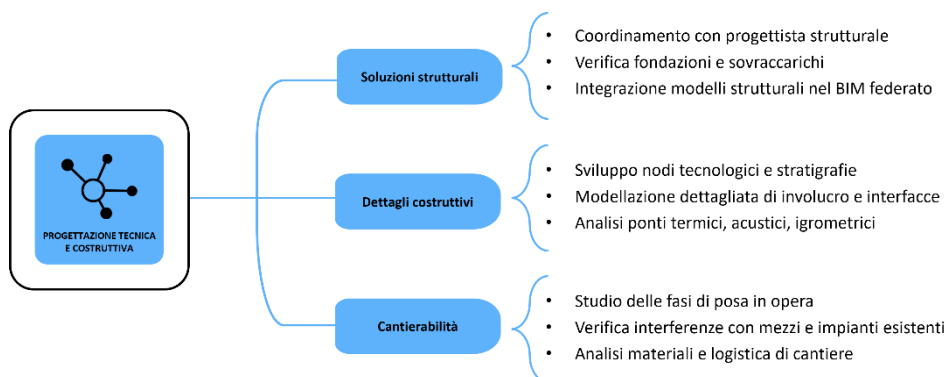 PROGETTAZIONE TECNICA
E COSTRUTTIVA
Soluzioni strutturali
• Coordinamento con progettista strutturale
• Verifica fondazioni e sovraccarichi
• Integrazione modelli strutturali nel BIM federato
Dettagli costruttivi
• Sviluppo nodi tecnologici e stratigrafie
• Modellazione dettagliata di involucro e interfacce
• Analisi ponti termici, acustici, igrometrici
Cantierabilità
• Studio delle fasi di posa in opera
• Verifica interferenze con mezzi e impianti esistenti
• Analisi materiali e logistica di cantiere